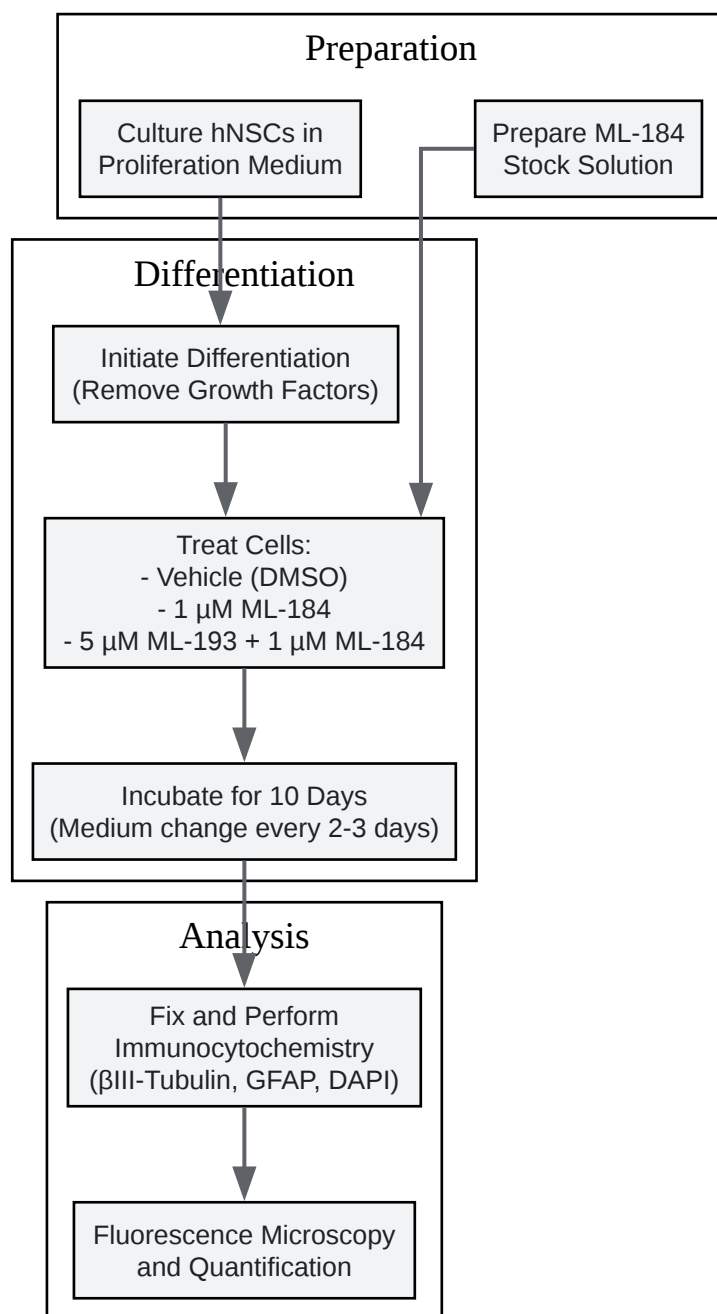 Preparation
Culture hNSCs in
Proliferation Medium
Prepare ML-184
Stock Solution
Differentiation
Initiate Differentiation
(Remove Growth Factors)
Treat Cells:
- Vehicle (DMSO)
- 1 µM ML-184
- 5 µM ML-193 + 1 µM ML-184
Incubate for 10 Days
(Medium change every 2-3 days)
Analysis
Fix and Perform
Immunocytochemistry
(βIII-Tubulin, GFAP, DAPI)
Fluorescence Microscopy
and Quantification